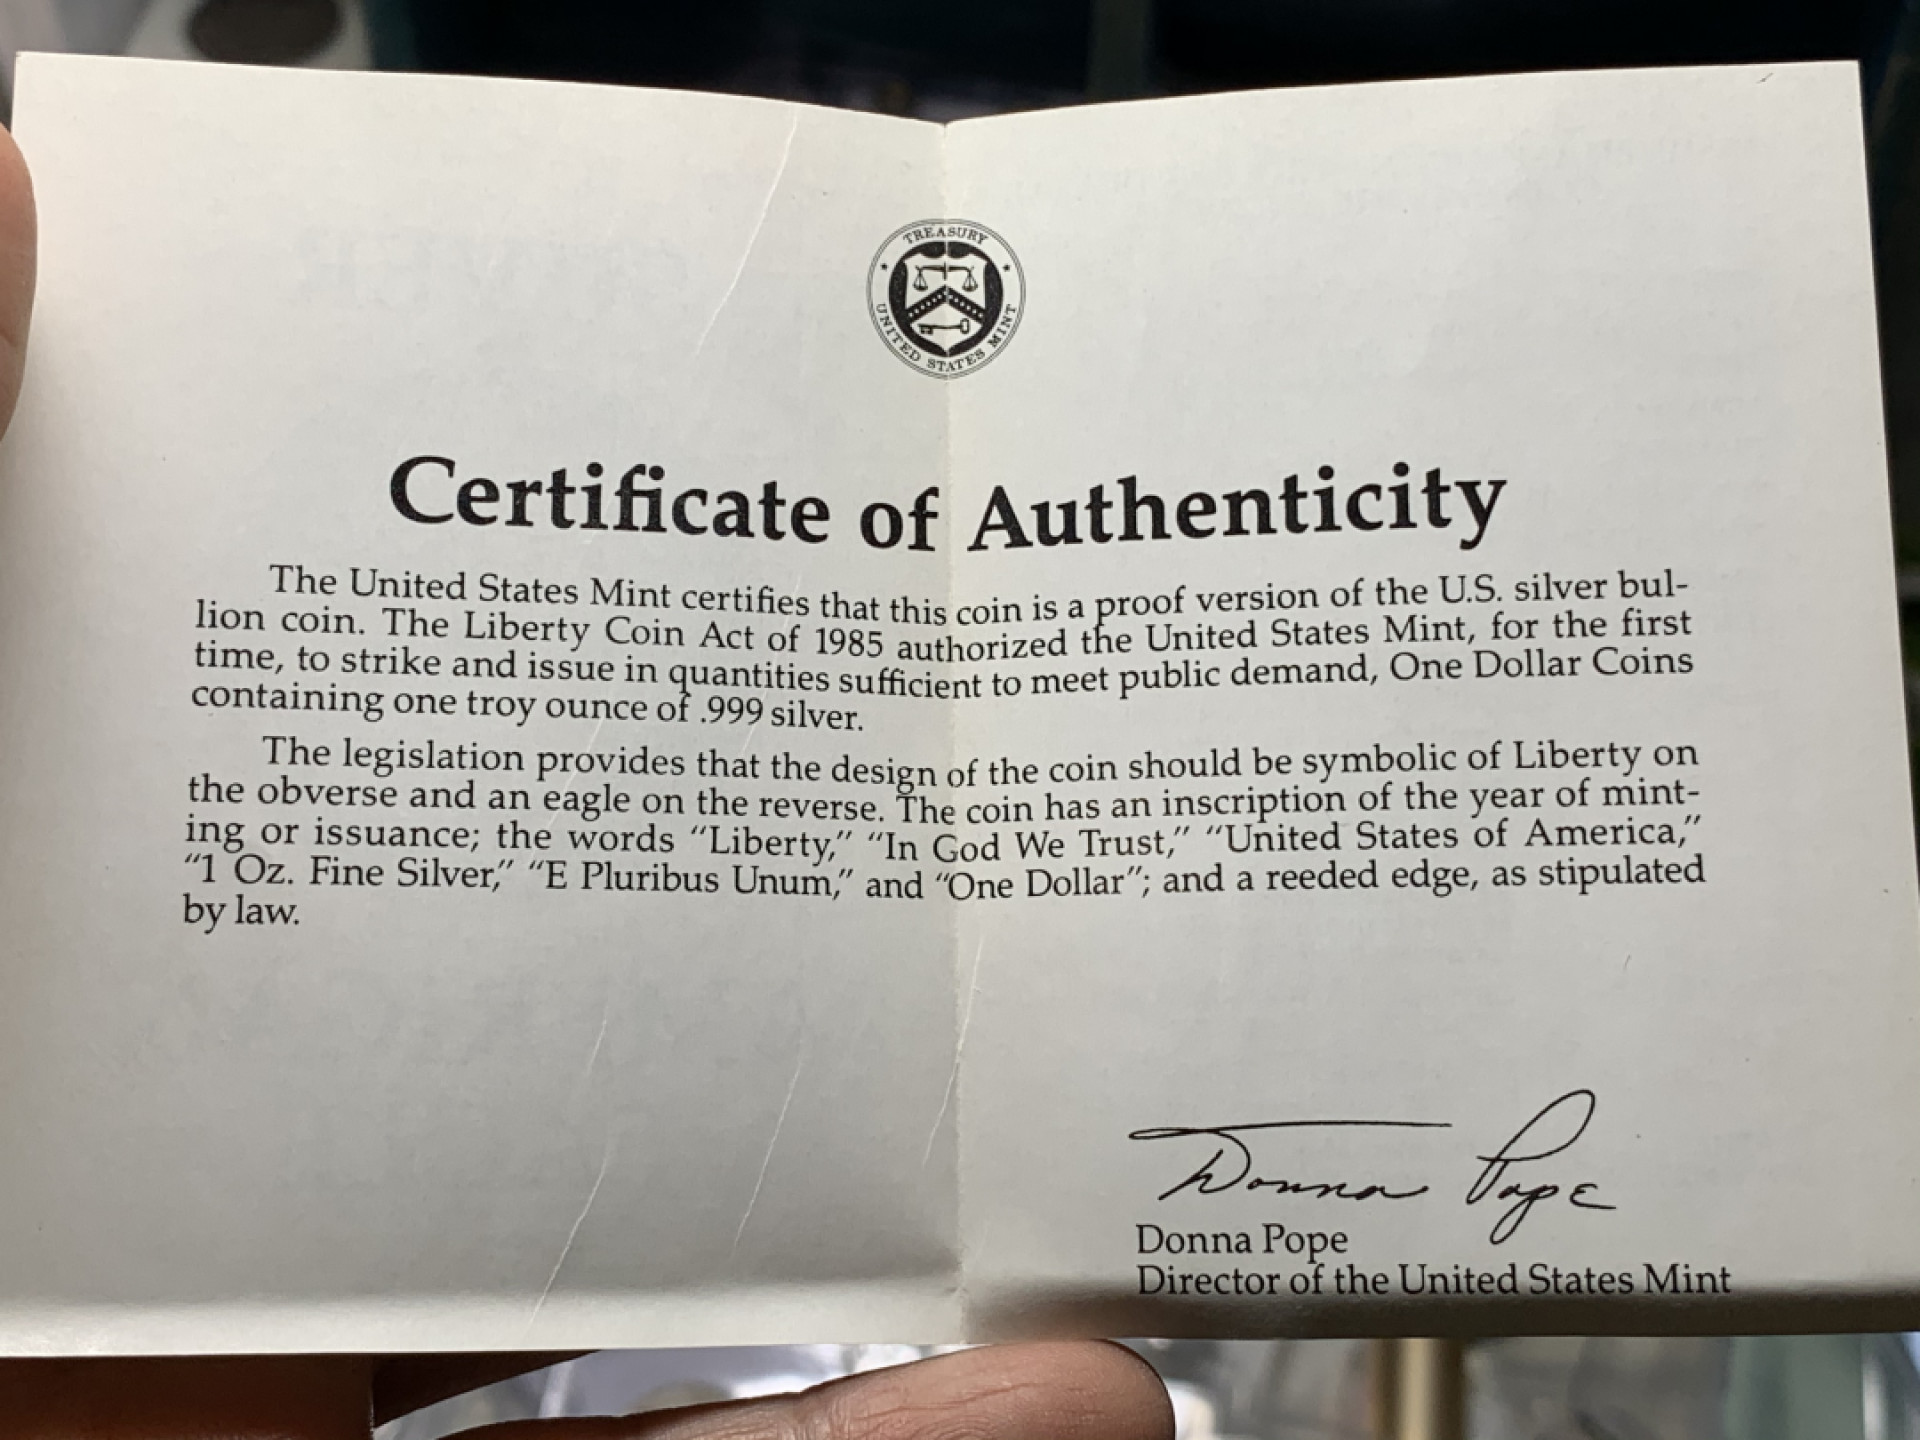 TREASURY
UNITED STATES MINT
Certificate of Authenticity
The United States Mint certifies that this coin is a proof version of the U.S. silver bul-
lion coin. The Liberty Coin Act of 1985 authorized the United States Mint, for the first
time, to strike and issue in quantities sufficient to meet public demand, One Dollar Coins
containing one troy ounce of .999 silver.
The legislation provides that the design of the coin should be symbolic of Liberty on
the obverse and an eagle on the reverse. The coin has an inscription of the year of mint-
ing or issuance; the words “Liberty,” “In God We Trust,” “United States of America,”
“1 Oz. Fine Silver,” “E Pluribus Unum,” and “One Dollar”; and a reeded edge, as stipulated
by law.
Donna Pope
Donna Pope
Director of the United States Mint